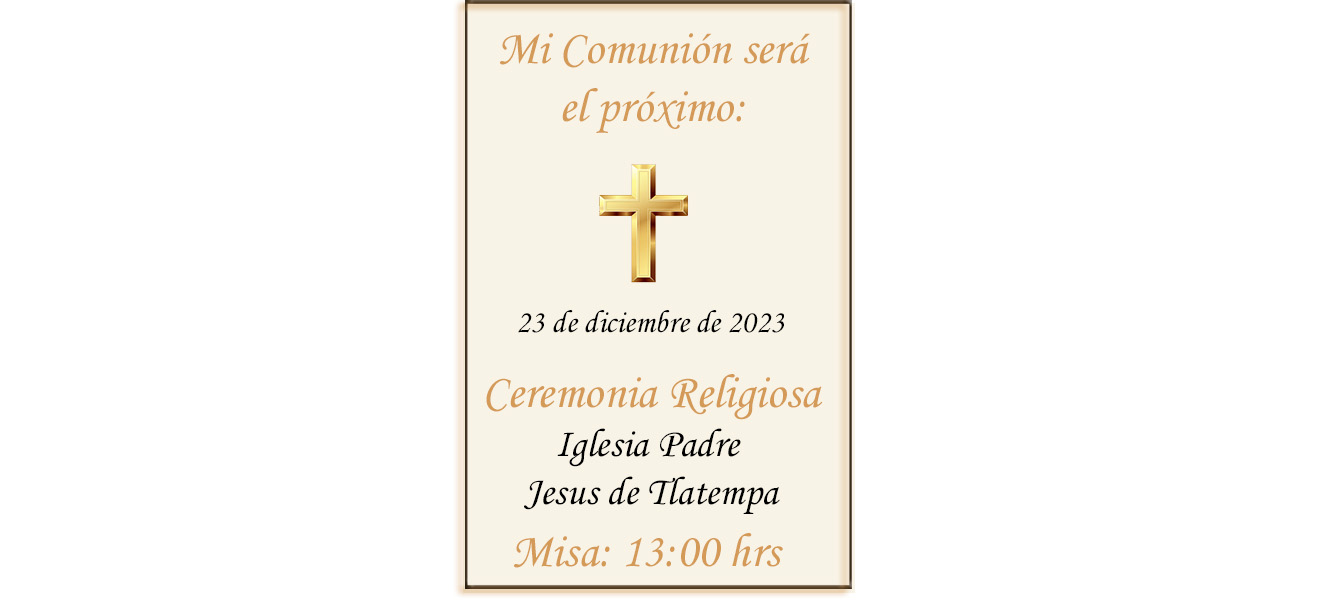 Mi Comunión será
el próximo:
23 de diciembre de 2023
Ceremonia Religiosa
Iglesia Padre
Jesus de Tlatempa
Misa: 13:00 hrs